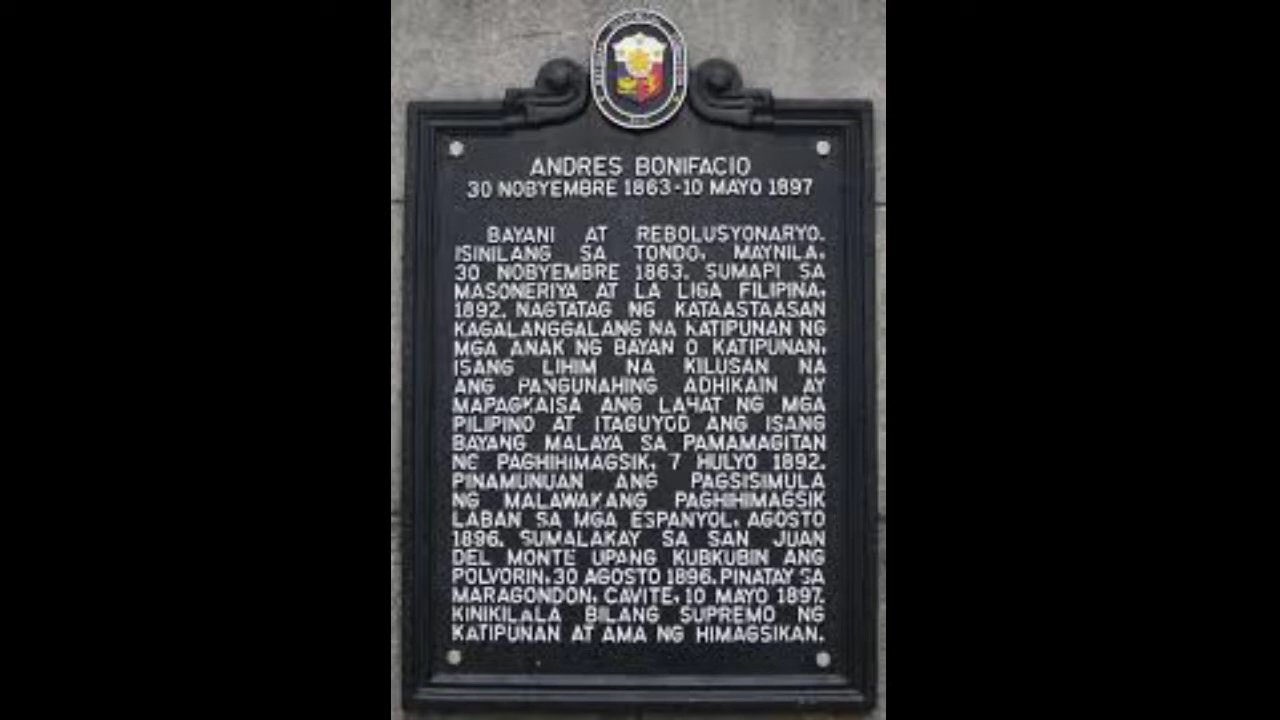 ANDRES BONIFACIO
30 NOBYEMBRE 1863-10 MAYO 1897
BAYANI AT REBOLUSYONARYO.
ISINILANG SA TONDO, MAYNILA,
30 NOBYEMBRE 1863. SUMAPI SA
MASONERIYA AT LA LIGA FILIPINA,
1892. NAGTATAG NG KATAASTAASAN
KAGALANGGALANG NA KATIPUNAN NG
MGA ANAK NG BAYAN O KATIPUNAN,
ISANG LIHIM NA KILUSAN NA
ANG PANGUNAHING ADHIKAIN AY
MAPAGKAISA ANG LAHAT NG MGA
PILIPINO AT ITAGUYOD ANG ISANG
BAYANG MALAYA SA PAMAMAGITAN
NG PAGHIHIMAGSIK, 7 HULYO 1892.
PINAMUNUAN ANG PAGSISIMULA
NG MALAWAKANG PAGHIHIMAGSIK
LABAN SA MGA ESPANYOL, AGOSTO
1896. SUMALAKAY SA SAN JUAN
DEL MONTE UPANG KUBKUBIN ANG
POLVORIN, 30 AGOSTO 1896. PINATAY SA
MARAGONDON, CAVITE, 10 MAYO 1897.
KINIKILALA BILANG SUPREMO NG
KATIPUNAN AT AMA NG HIMAGSIKAN.